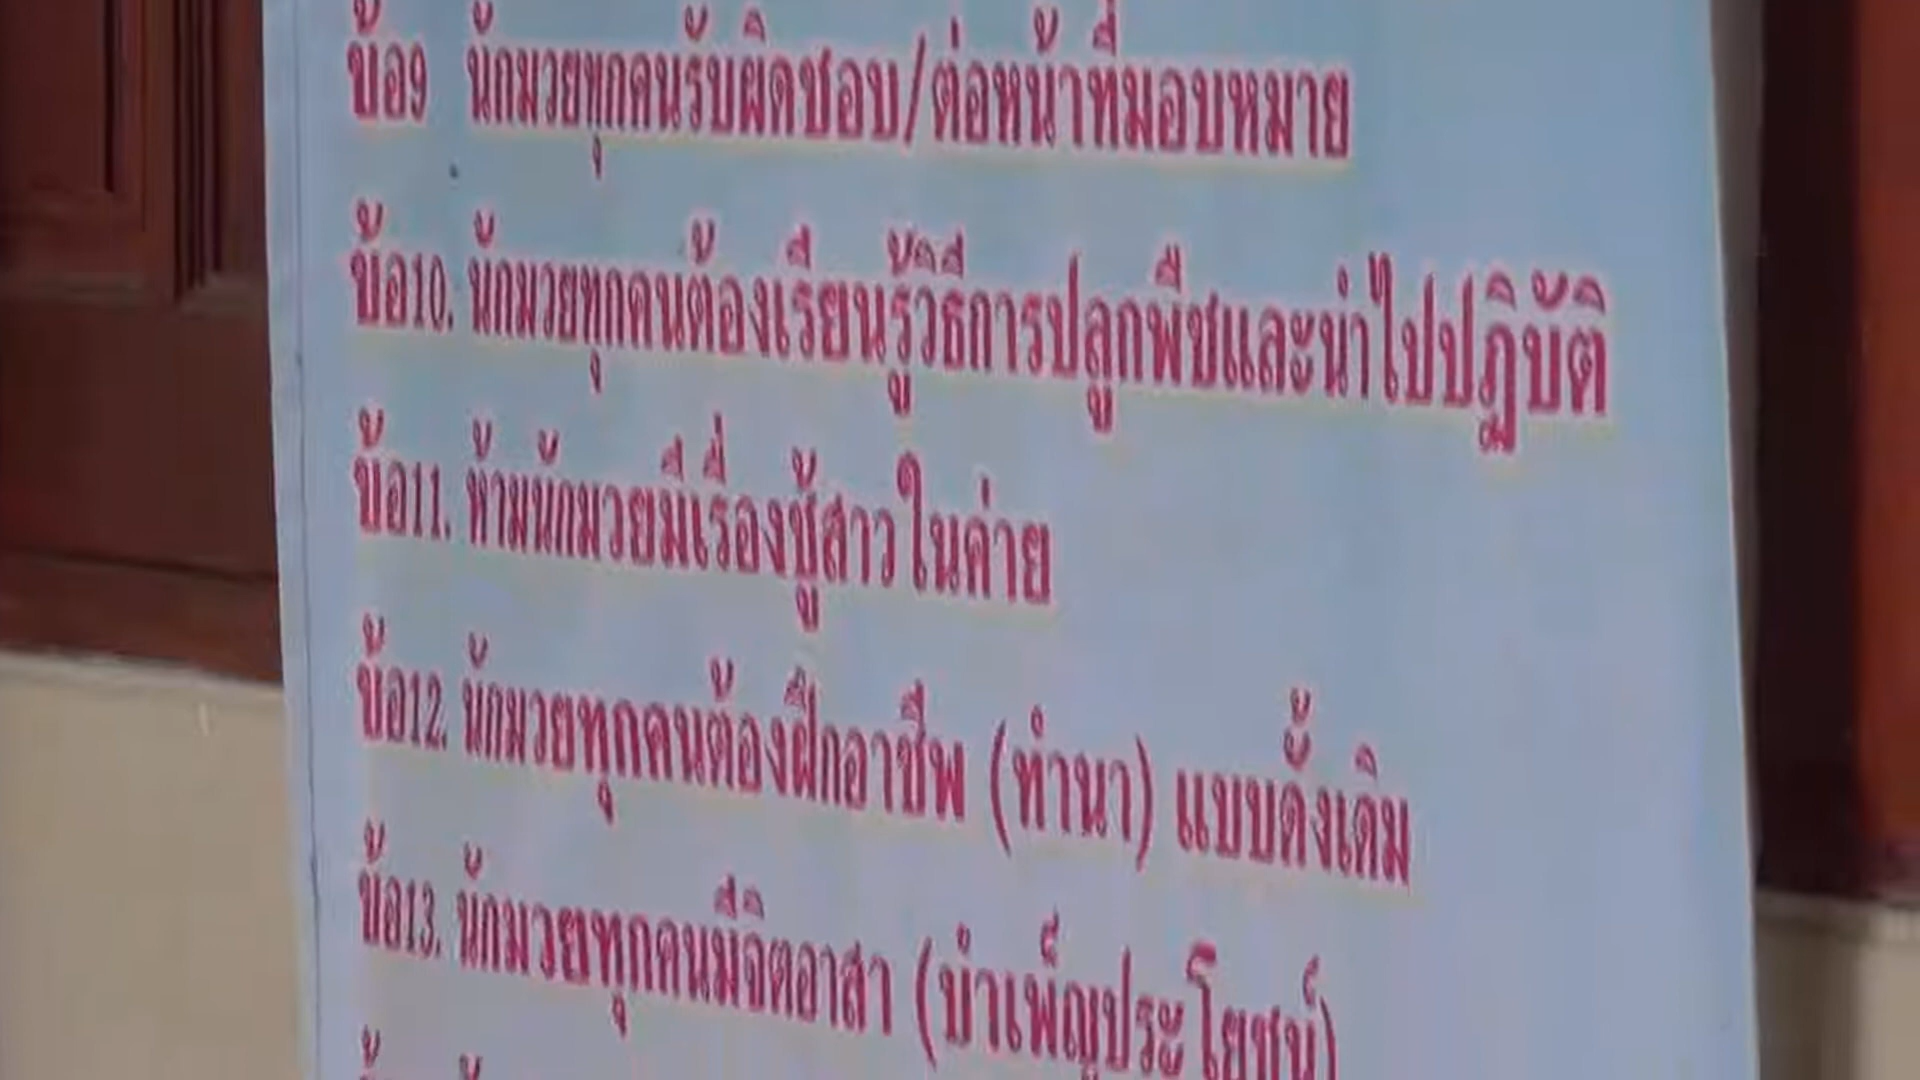 ข้อ9 นักมวยทุกคนรับผิดชอบ/ต่อหน้าที่มอบหมาย
ข้อ10. นักมวยทุกคนต้องเรียนรู้วิธีการปลูกพืชและนำไปปฏิบัติ
ข้อ11. ห้ามนักมวยมีเรื่องชู้สาวในค่าย
ข้อ12. นักมวยทุกคนต้องฝึกอาชีพ (ทำนา) แบบดั้งเดิม
ข้อ13. นักมวยทุกคนมีจิตอาสา (บำเพ็ญประโยชน์)